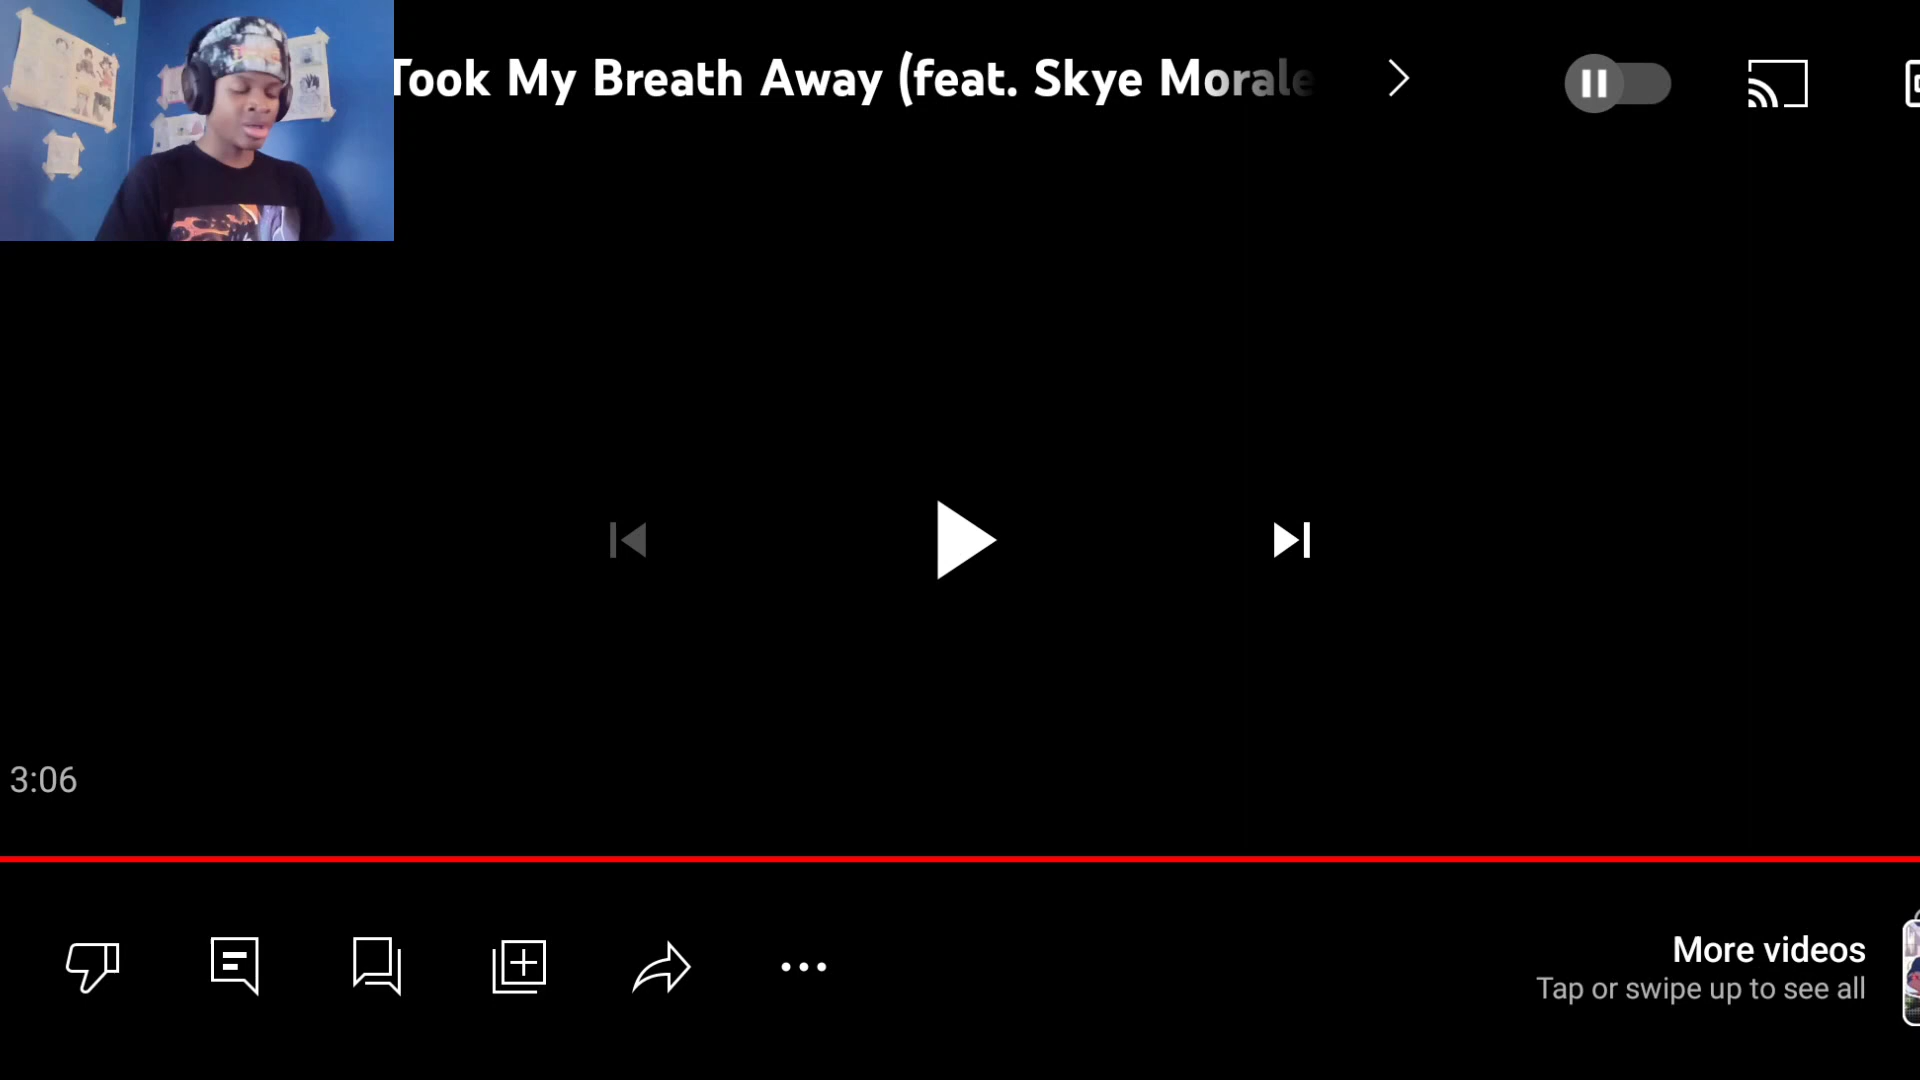 Took My Breath Away (feat. Skye Morale
3:06
More videos
Tap or swipe up to see all